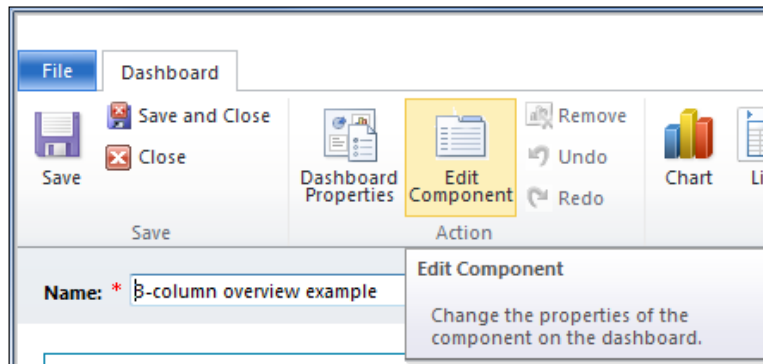 File
Dashboard
Save
Save and Close
Close
Save
Dashboard
Properties
Edit
Component
Remove
Undo
Redo
Action
Chart
Name: * 3-column overview example
Edit Component
Change the properties of the
component on the dashboard.